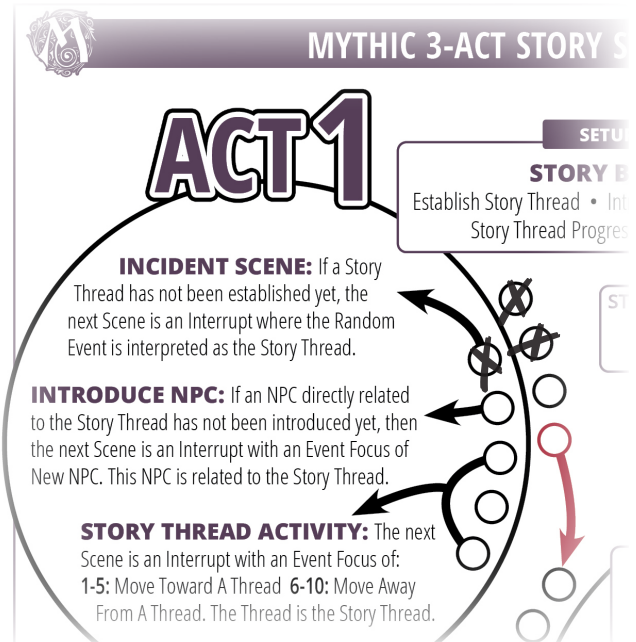 M
MYTHIC 3-ACT STORY
ACT 1
SETU
STORY B
Establish Story Thread • Int
Story Thread Progres
INCIDENT SCENE: If a Story
Thread has not been established yet, the
next Scene is an Interrupt where the Random
Event is interpreted as the Story Thread.
ST
INTRODUCE NPC: If an NPC directly related
to the Story Thread has not been introduced yet, then
the next Scene is an Interrupt with an Event Focus of
New NPC. This NPC is related to the Story Thread.
STORY THREAD ACTIVITY: The next
Scene is an Interrupt with an Event Focus of:
1-5: Move Toward A Thread 6-10: Move Away
From A Thread. The Thread is the Story Thread.